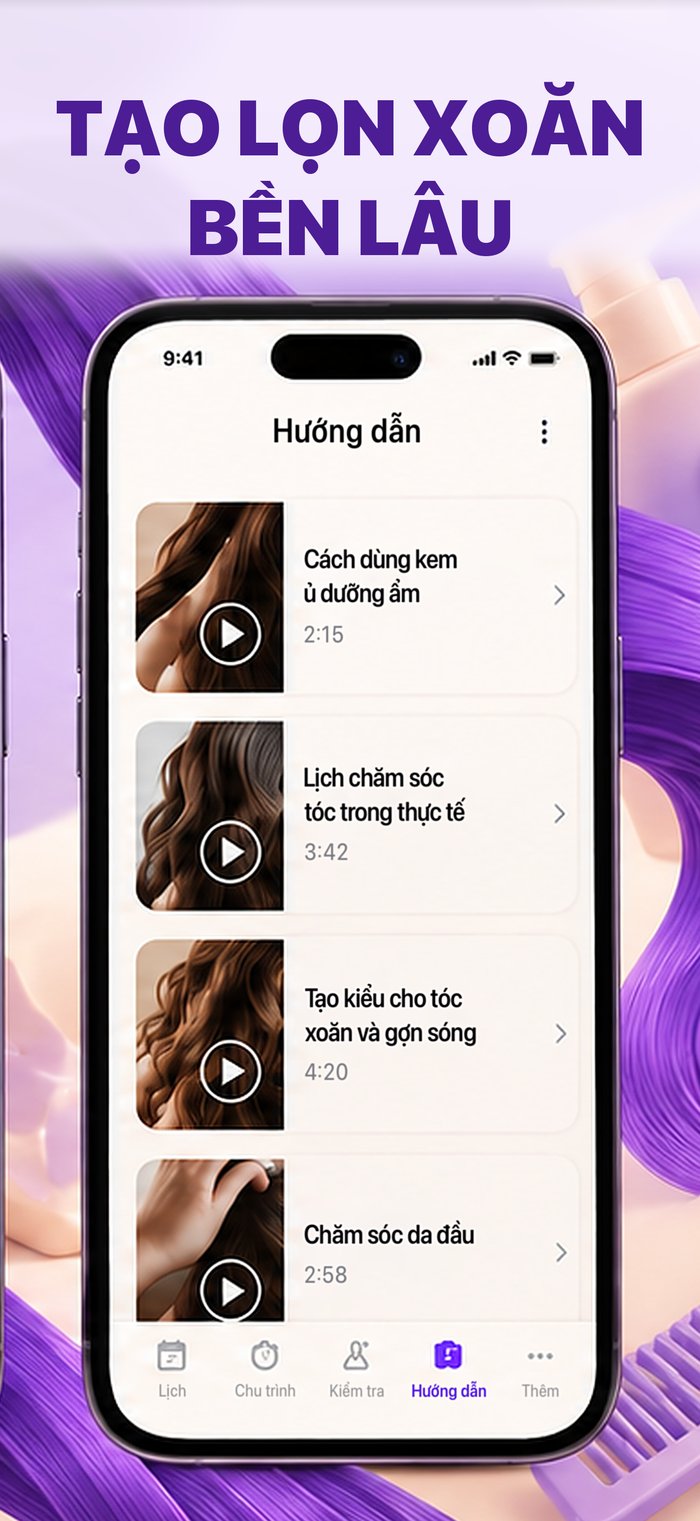 TẠO LỌN XOĂN
BỀN LÂU
9:41
Hướng dẫn
Cách dùng kem
ủ dưỡng ẩm
2:15
Lịch chăm sóc
tóc trong thực tế
3:42
Tạo kiểu cho tóc
xoăn và gợn sóng
4:20
Chăm sóc da đầu
2:58
Lịch
Chu trình
Kiểm tra
Hướng dẫn
Thêm